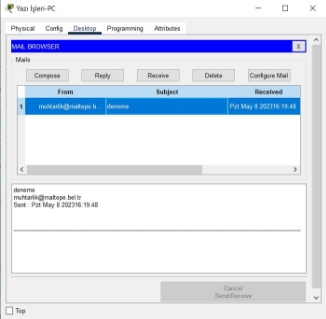 Yazı İşleri-PC
Physical Config Desktop Programming Attributes
MAIL BROWSER X
Mails
Compose Reply Receive Delete Configure Mail
From Subject Received
1 muhtarlik@maltepe.b... deneme Pzt May 8 202316:19:48
deneme
muhtarlik@maltepe.bel.tr
Sent : Pzt May 8 202316:19:48
Cancel
Send/Receive
Top